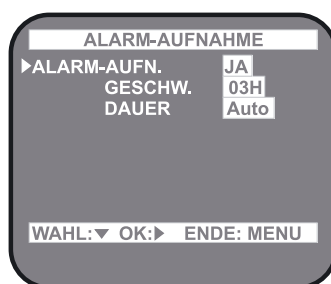 ALARM-AUFNAHME
▶ALARM-AUFN. JA
GESCHW. 03H
DAUER Auto
WAHL:▼ OK:▶ ENDE: MENU